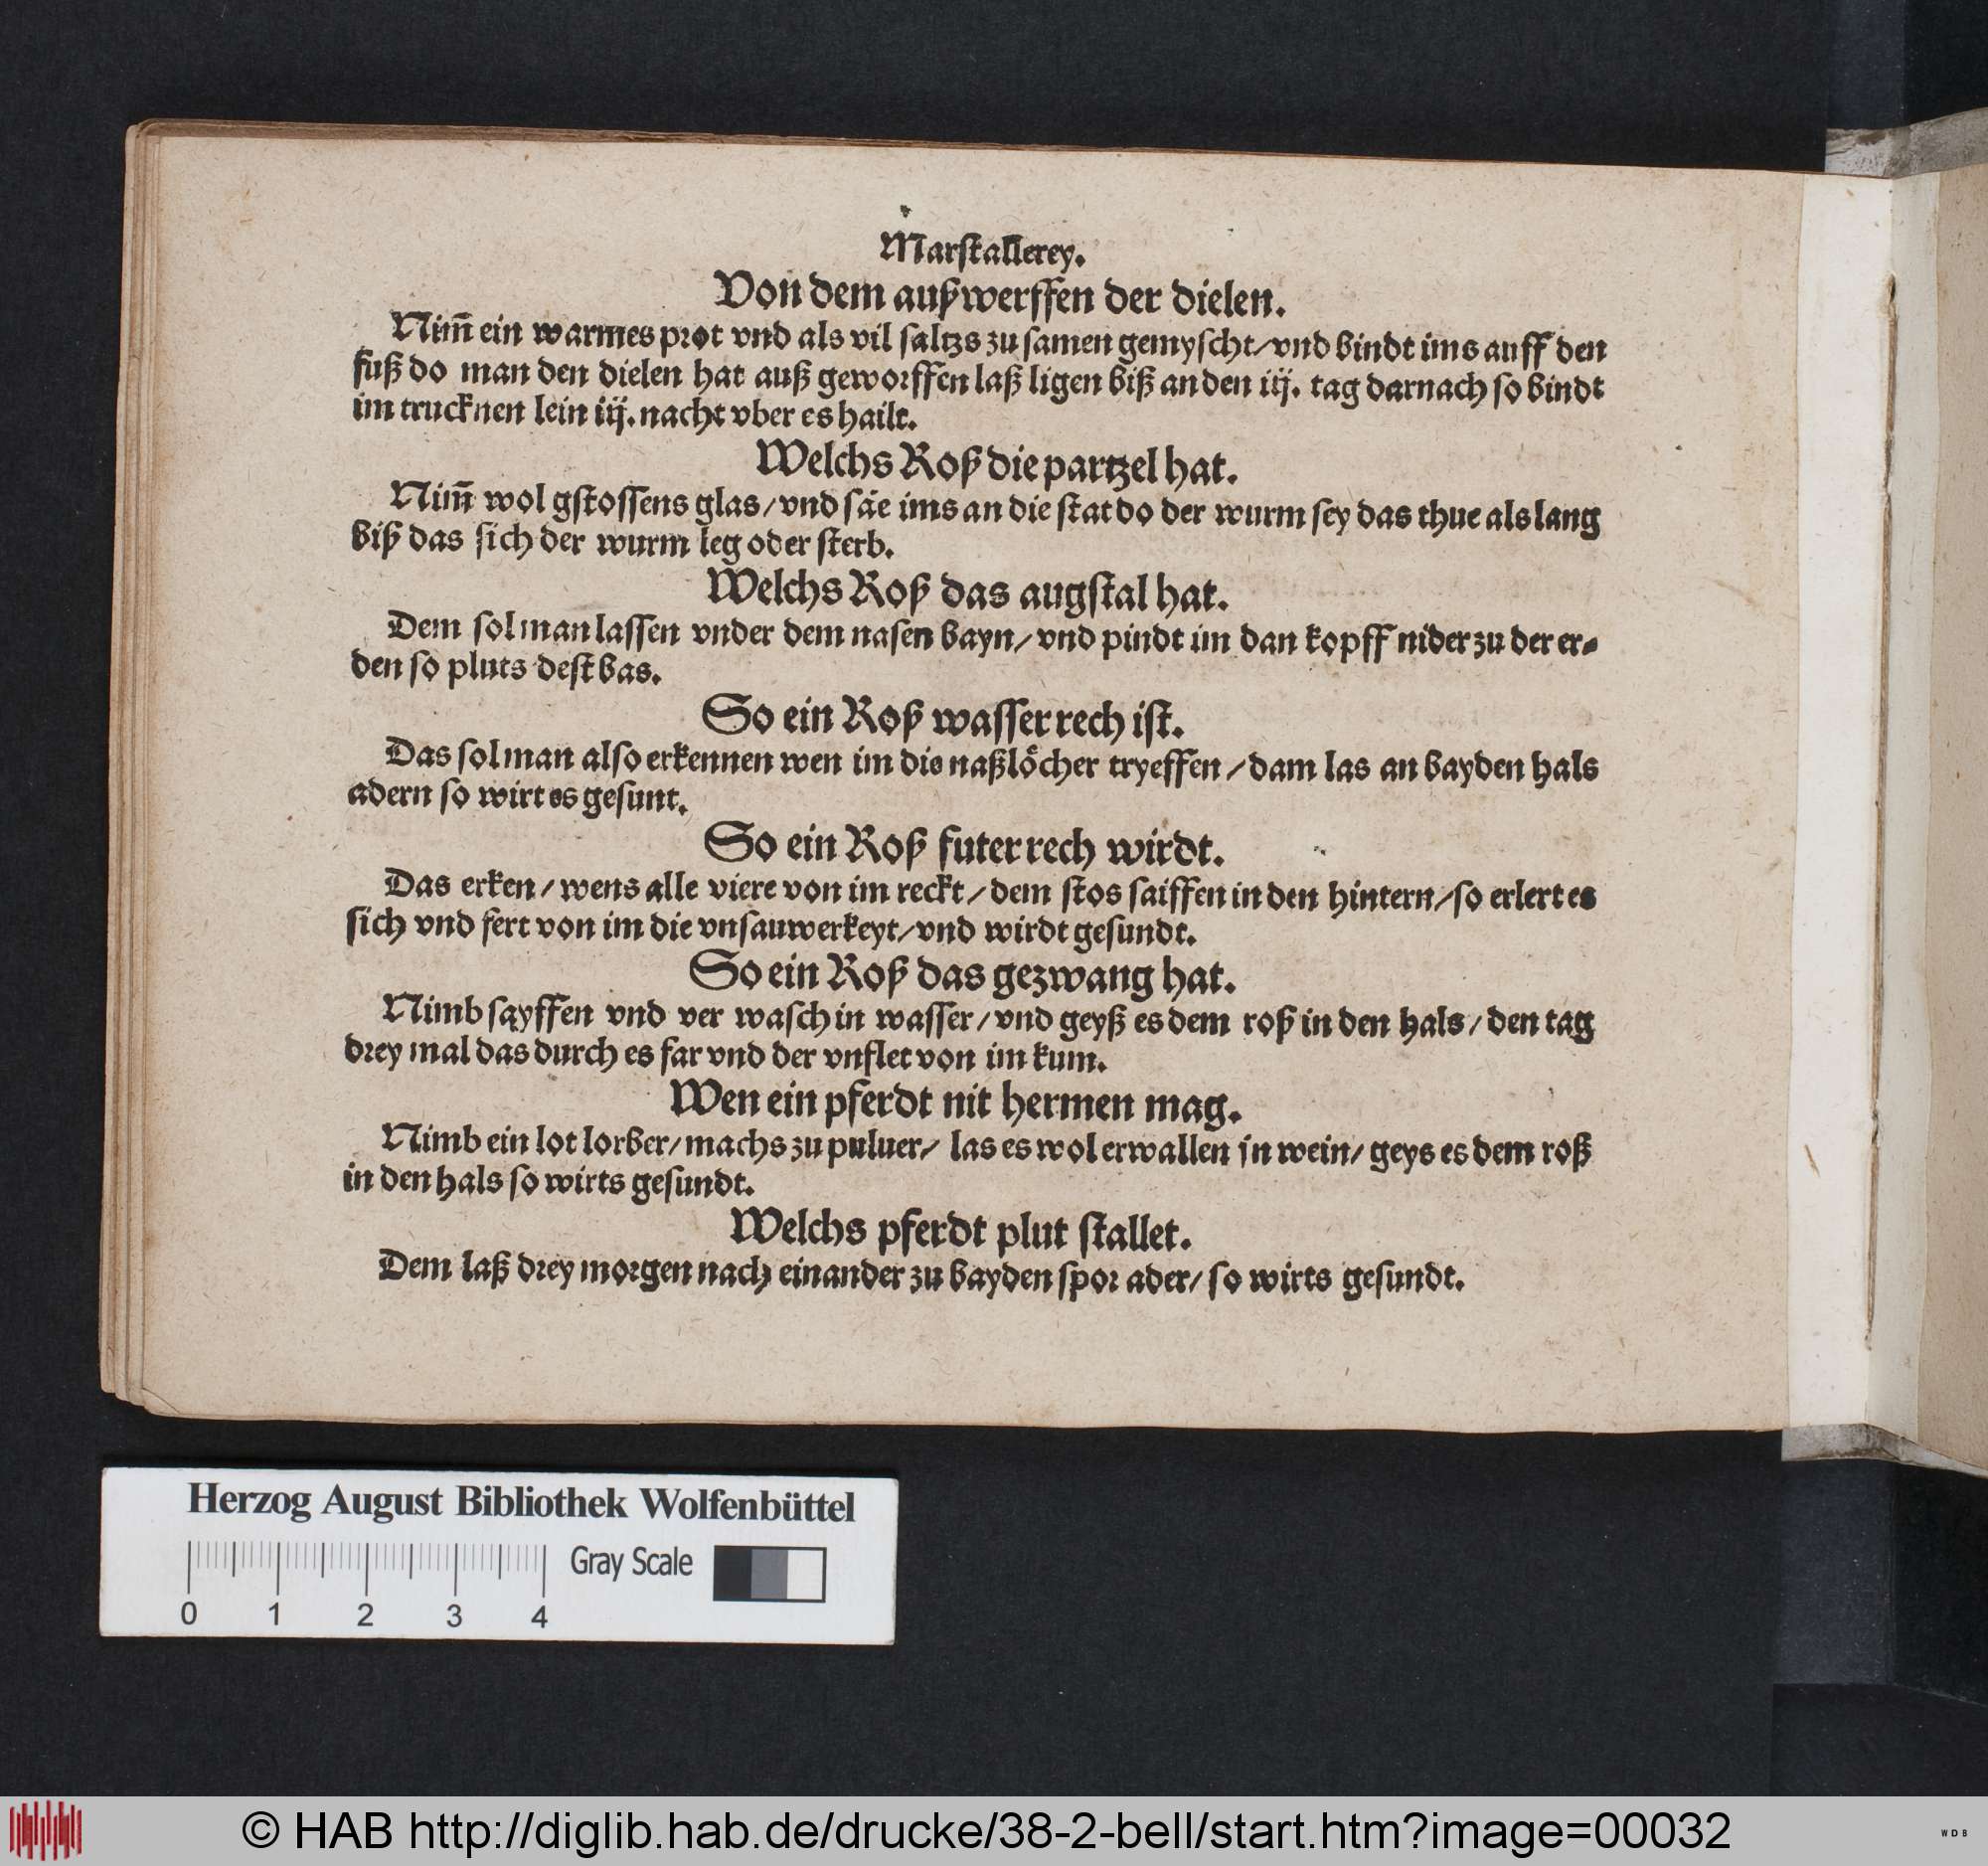 Marstallerey.
Von dem außwerffen der dielen.
Nim̃ ein warmes prot vnd als vil saltzs zu samen gemyscht/vnd bindt ims auff den
fuß do man den dielen hat auß geworffen laß ligen biß an den iij. tag darnach so bindt
im trucknen lein iij. nacht vber es hailt.
Welchs Roß die partzel hat.
Nim̃ wol gstossens glas/vnd säe ims an die stat do der wurm sey das thue als lang
biß das sich der wurm leg oder sterb.
Welchs Roß das augstal hat.
Dem sol man lassen vnder dem nasen bayn/vnd pindt im dan kopff nider zu der er-
den so pluts dest bas.
So ein Roß wasser rech ist.
Das sol man also erkennen wen im die naßlöcher tryeffen/dam las an bayden hals
adern so wirt es gesunt.
So ein Roß futer rech wirdt.
Das erken/wens alle viere von im reckt/dem stos saiffen in den hintern/so erlert es
sich vnd fert von im die vnsauwerkeyt/vnd wirdt gesundt.
So ein Roß das gezwang hat.
Nimb sayffen vnd ver wasch in wasser/vnd geyß es dem roß in den hals/den tag
drey mal das durch es far vnd der vnflet von im kum.
Wen ein pferdt nit hermen mag.
Nimb ein lot lorber/machs zu puluer/ las es wol erwallen in wein/geys es dem roß
in den hals so wirts gesundt.
Welchs pferdt plut stallet.
Dem laß drey morgen nach einander zu bayden spor ader/so wirts gesundt.
Herzog August Bibliothek Wolfenbüttel
Gray Scale
0 1 2 3 4
© HAB http://diglib.hab.de/drucke/38-2-bell/start.htm?image=00032
WDB